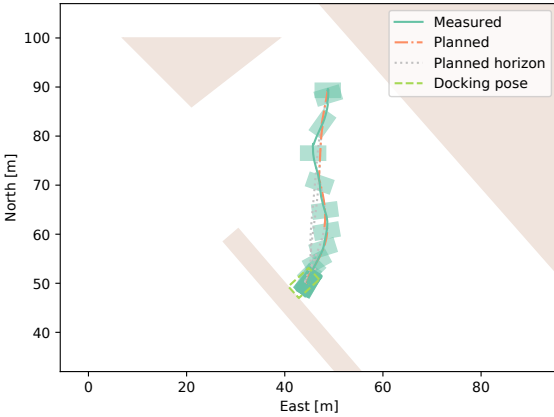 Measured
Planned
Planned horizon
Docking pose
North [m]
100
90
80
70
60
50
40
0
20
40
60
80
East [m]